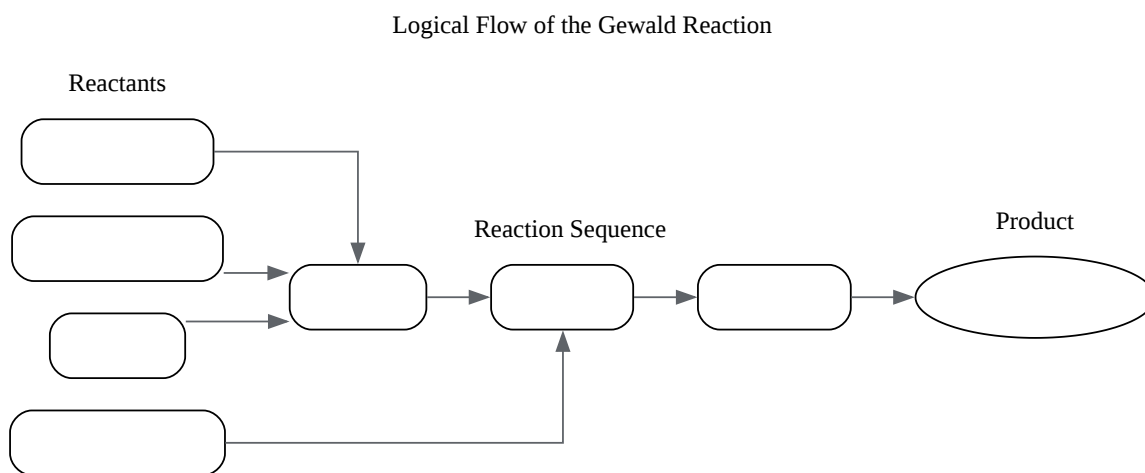 Logical Flow of the Gewald Reaction
Reactants
Reaction Sequence
Product